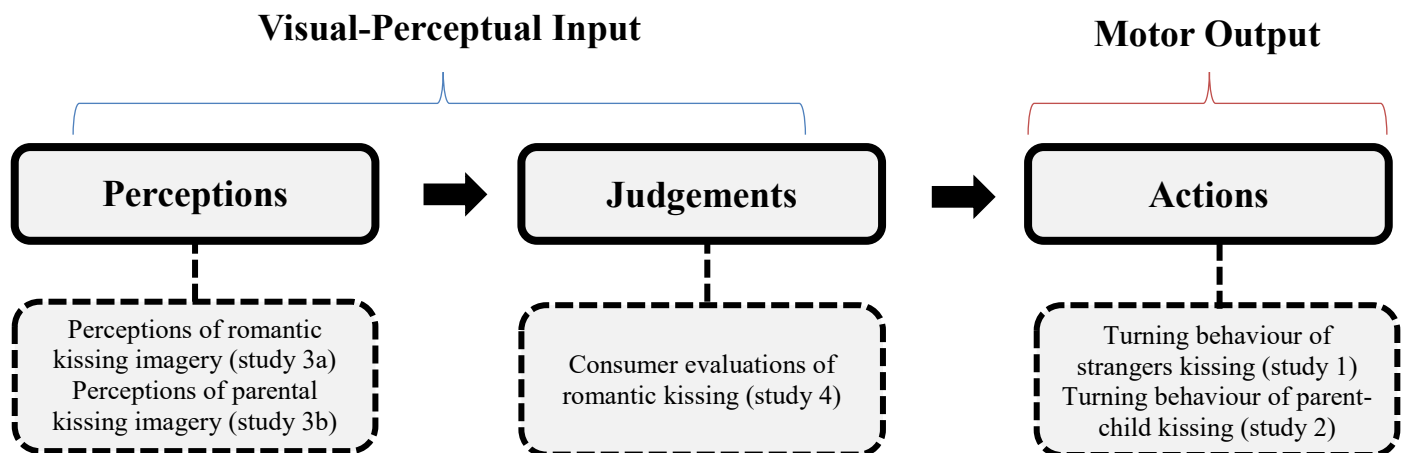 Visual-Perceptual Input
Motor Output
Perceptions
Judgements
Actions
Perceptions of romantic
kissing imagery (study 3a)
Perceptions of parental
kissing imagery (study 3b)
Consumer evaluations of
romantic kissing (study 4)
Turning behaviour of
strangers kissing (study 1)
Turning behaviour of parent-
child kissing (study 2)